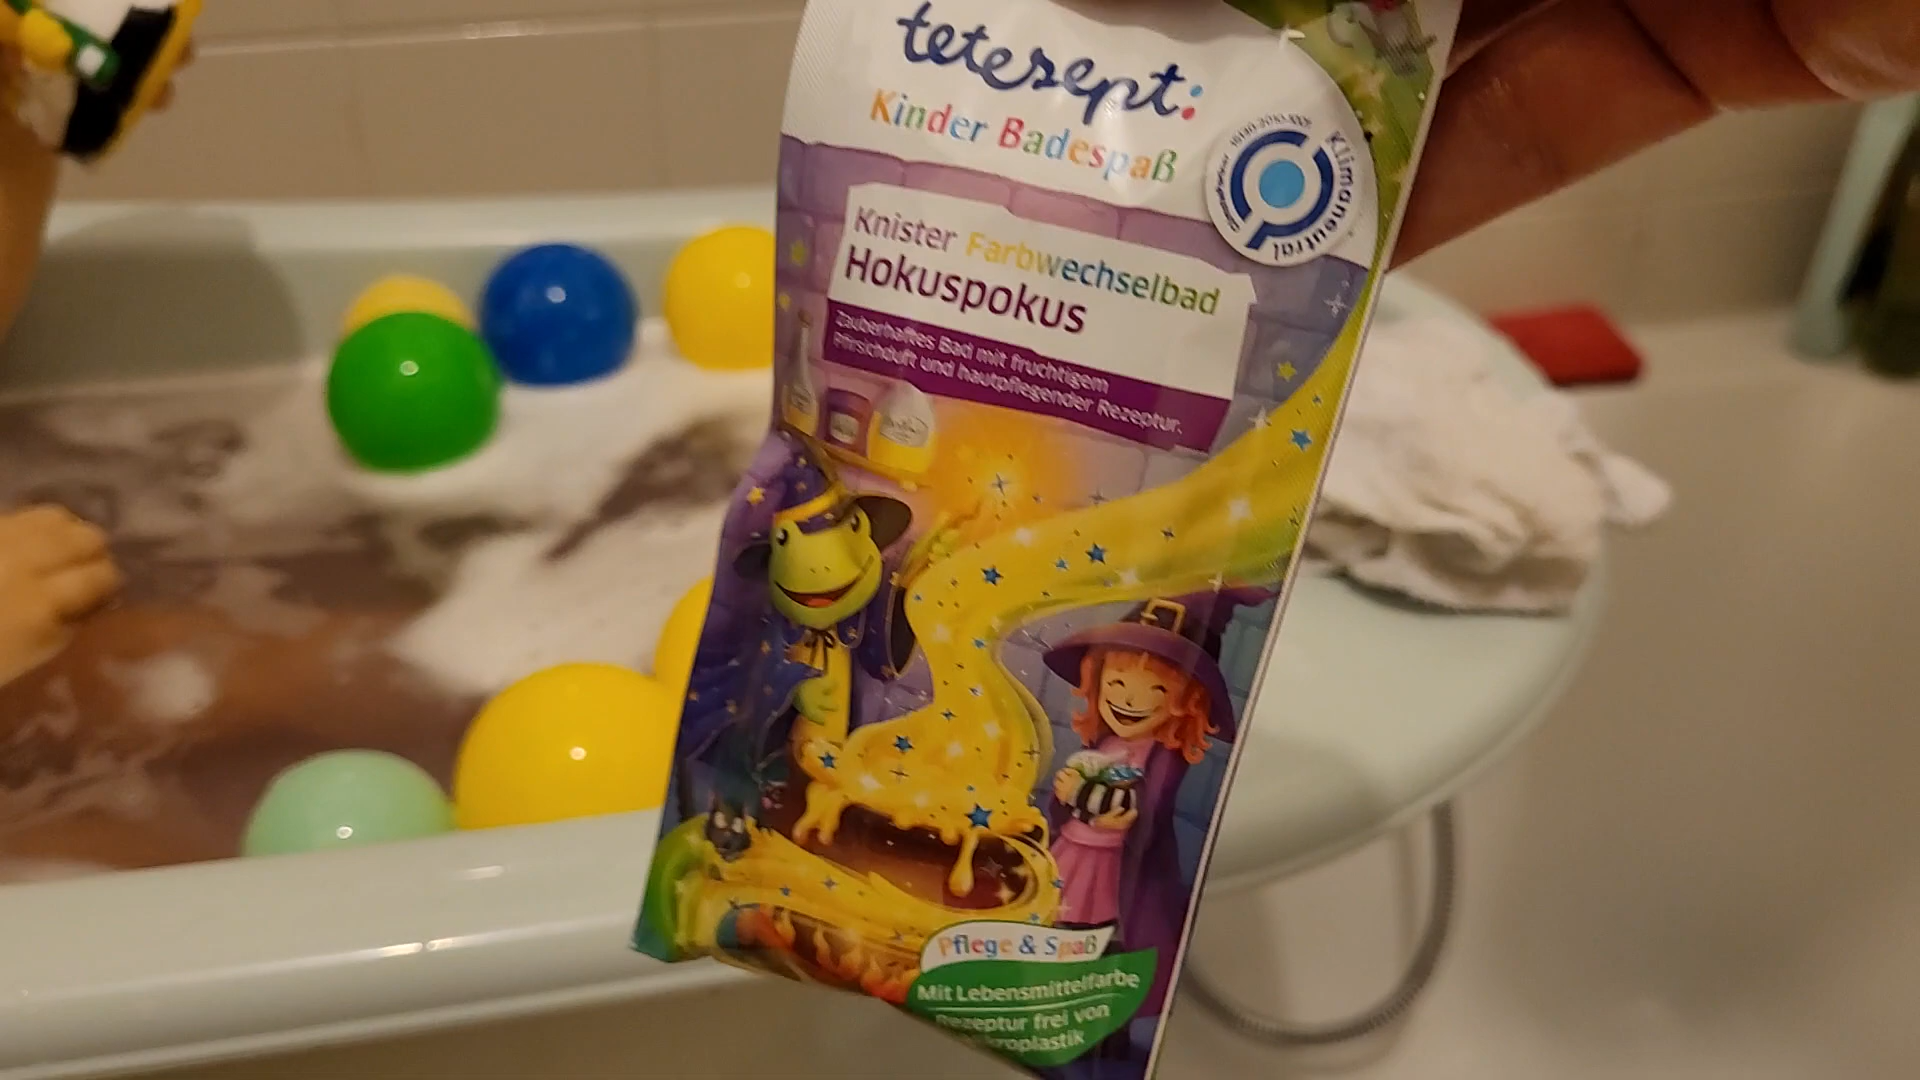 tetesept:
Kinder Badespaß
Klimaneutral
Knister Farbwechselbad
Hokuspokus
Zauberhaftes Bad mit fruchtigem
Pfirsichduft und hautpflegender Rezeptur.
Pflege & Spaß
Mit Lebensmittelfarbe
Rezeptur frei von